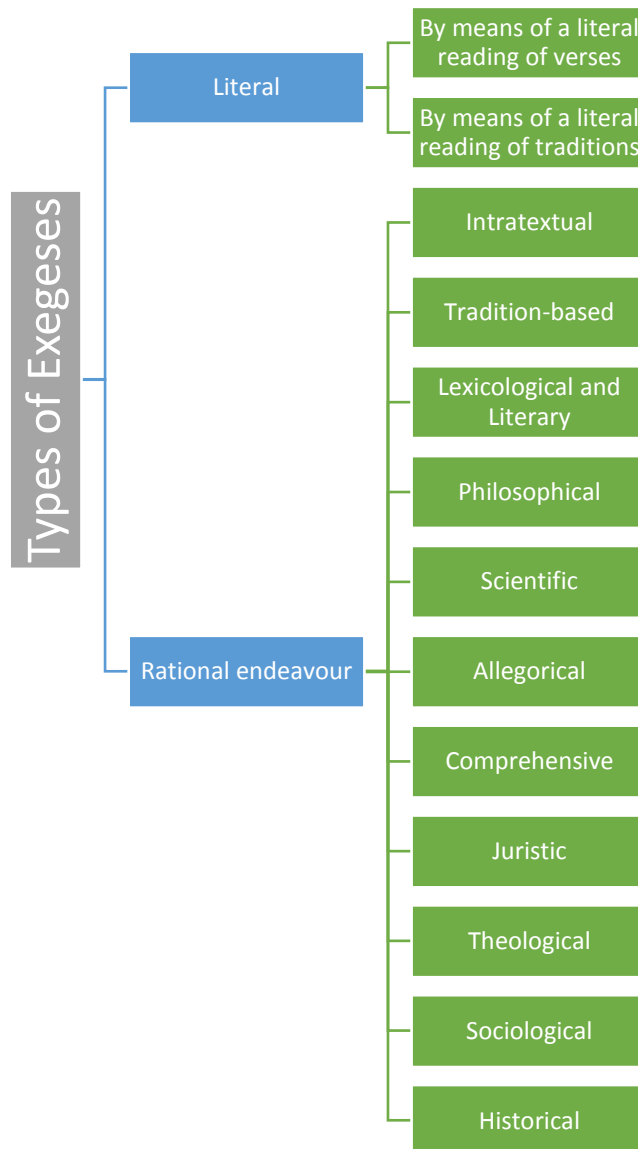 Types of Exegeses
Literal
By means of a literal
reading of verses
By means of a literal
reading of traditions
Rational endeavour
Intratextual
Tradition-based
Lexicological and
Literary
Philosophical
Scientific
Allegorical
Comprehensive
Juristic
Theological
Sociological
Historical